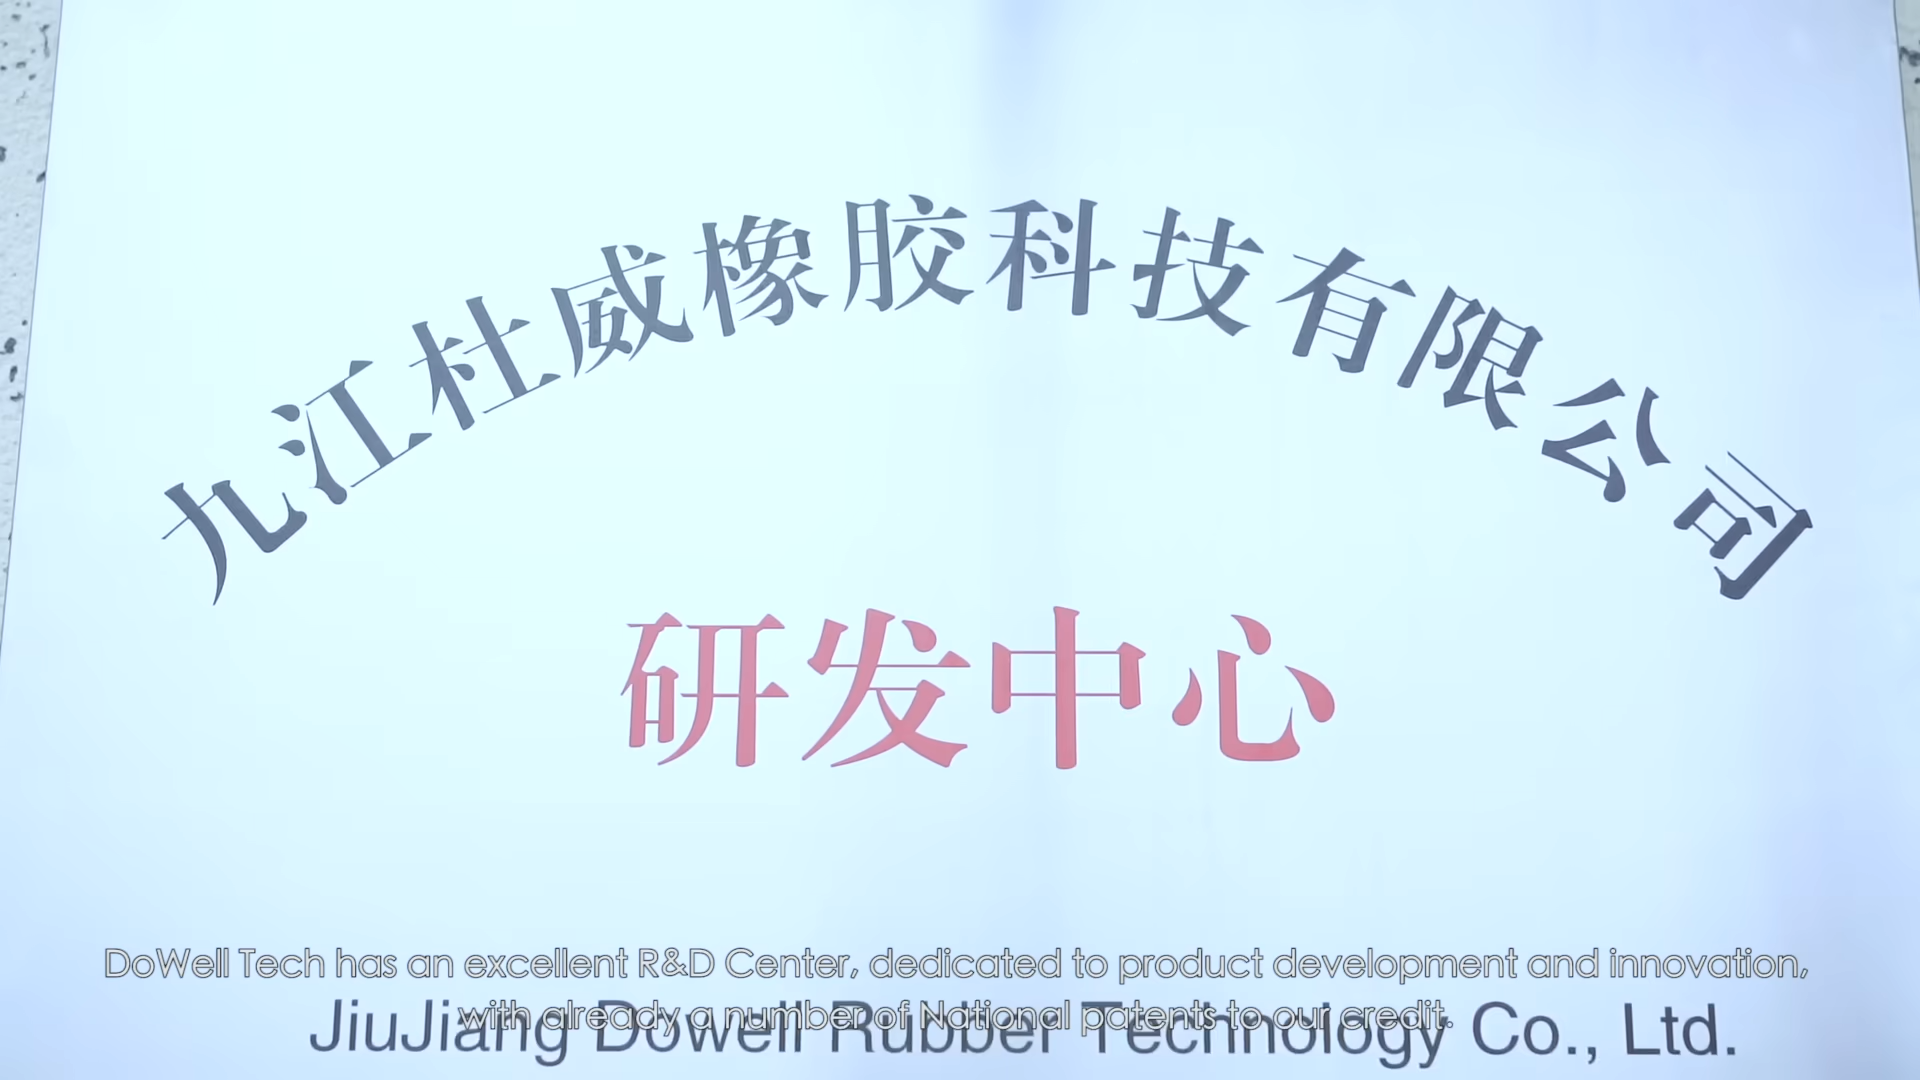 九江杜威橡胶科技有限公司
研发中心
DoWell Tech has an excellent R&D Center, dedicated to product development and innovation,
with already a number of National patents to our credit.
JiuJiang Dowell Rubber Technology Co., Ltd.